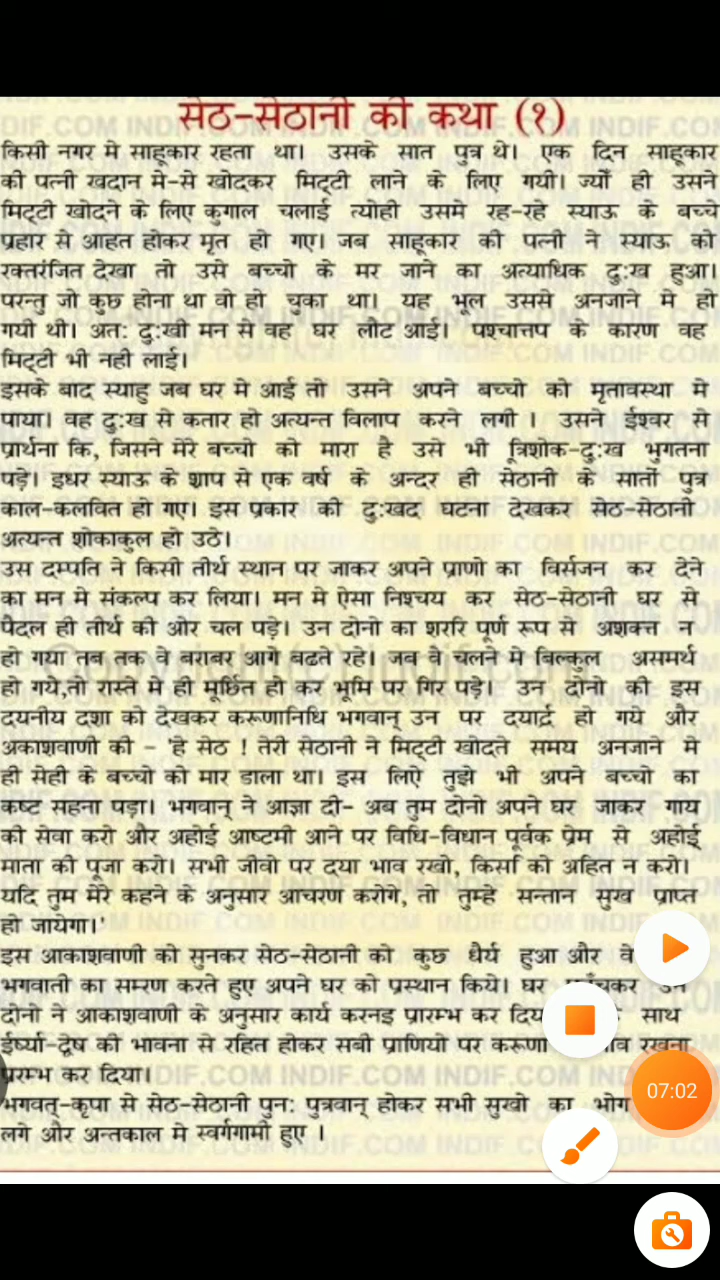 सेठ-सेठानी की कथा (१)
किसी नगर मे साहूकार रहता था। उसके सात पुत्र थे। एक दिन साहूकार
की पत्नी खदान मे-से खोदकर मिट्टी लाने के लिए गयी। ज्यों ही उसने
मिट्टी खोदने के लिए कुगाल चलाई त्योही उसमे रह-रहे स्याऊ के बच्चे
प्रहार से आहत होकर मृत हो गए। जब साहूकार की पत्नी ने स्याऊ को
रक्तरंजित देखा तो उसे बच्चो के मर जाने का अत्याधिक दु:ख हुआ।
परन्तु जो कुछ होना था वो हो चुका था। यह भूल उससे अनजाने मे हो
गयी थी। अत: दु:खी मन से वह घर लौट आई। पश्चात्तप के कारण वह
मिट्टी भी नही लाई।
इसके बाद स्याहु जब घर मे आई तो उसने अपने बच्चो को मृतावस्था मे
पाया। वह दु:ख से कतार हो अत्यन्त विलाप करने लगी । उसने ईश्वर से
प्रार्थना कि, जिसने मेरे बच्चो को मारा है उसे भी त्रिशोक-दु:ख भुगतना
पड़े। इधर स्याऊ के श्राप से एक वर्ष के अन्दर ही सेठानी के सातों पुत्र
काल-कलवित हो गए। इस प्रकार की दु:खद घटना देखकर सेठ-सेठानी
अत्यन्त शोकाकुल हो उठे।
उस दम्पति ने किसी तीर्थ स्थान पर जाकर अपने प्राणो का विर्सजन कर देने
का मन मे संकल्प कर लिया। मन मे ऐसा निश्चय कर सेठ-सेठानी घर से
पैदल ही तीर्थ की ओर चल पड़े। उन दोनो का शररि पूर्ण रूप से अशक्त न
हो गया तब तक वे बराबर आगे बढते रहे। जब वे चलने मे बिल्कुल असमर्थ
हो गये,तो रास्ते मे ही मूर्छित हो कर भूमि पर गिर पड़े। उन दोनो की इस
दयनीय दशा को देखकर करूणानिधि भगवान् उन पर दयार्द्र हो गये और
अकाशवाणी की - 'हे सेठ ! तेरी सेठानी ने मिट्टी खोदते समय अनजाने मे
ही सेही के बच्चो को मार डाला था। इस लिऐ तुझे भी अपने बच्चो का
कष्ट सहना पड़ा। भगवान् ने आज्ञा दी- अब तुम दोनो अपने घर जाकर गाय
की सेवा करो और अहोई आष्टमी आने पर विधि-विधान पूर्वक प्रेम से अहोई
माता की पूजा करो। सभी जीवो पर दया भाव रखो, किर्सा को अहित न करो।
यदि तुम मेरे कहने के अनुसार आचरण करोगे, तो तुम्हे सन्तान सुख प्राप्त
हो जायेगा।'
इस आकाशवाणी को सुनकर सेठ-सेठानी को कुछ धैर्य हुआ और वे
भगवाती का सम्रण करते हुए अपने घर को प्रस्थान किये। घर
दोनो ने आकाशवाणी के अनुसार कार्य करनइ प्रारम्भ कर साथ
ईर्ष्या-द्वेष की भावना से रहित होकर सबी प्राणियो पर रखना
प्रारम्भ कर दिया।
भगवत्-कृपा से सेठ-सेठानी पुन: पुत्रवान् होकर सभी सुखो का भोग
लगे और अन्तकाल मे स्वर्गगामी हुए ।
07:02